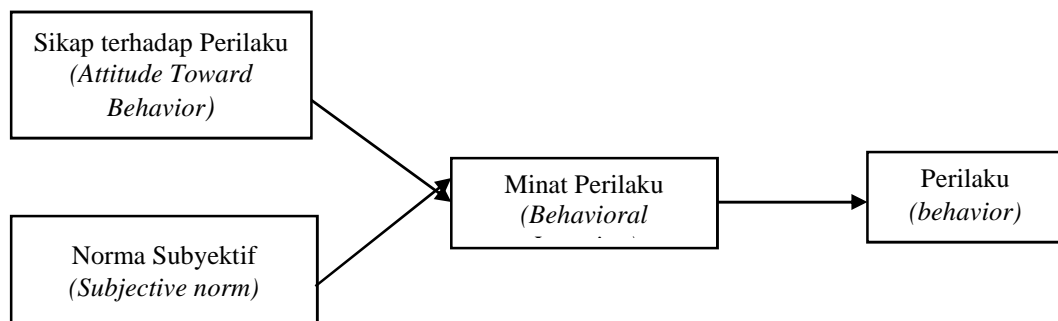 Sikap terhadap Perilaku
(Attitude Toward
Behavior)
Minat Perilaku
(Behavioral
Perilaku
(behavior)
Norma Subyektif
(Subjective norm)